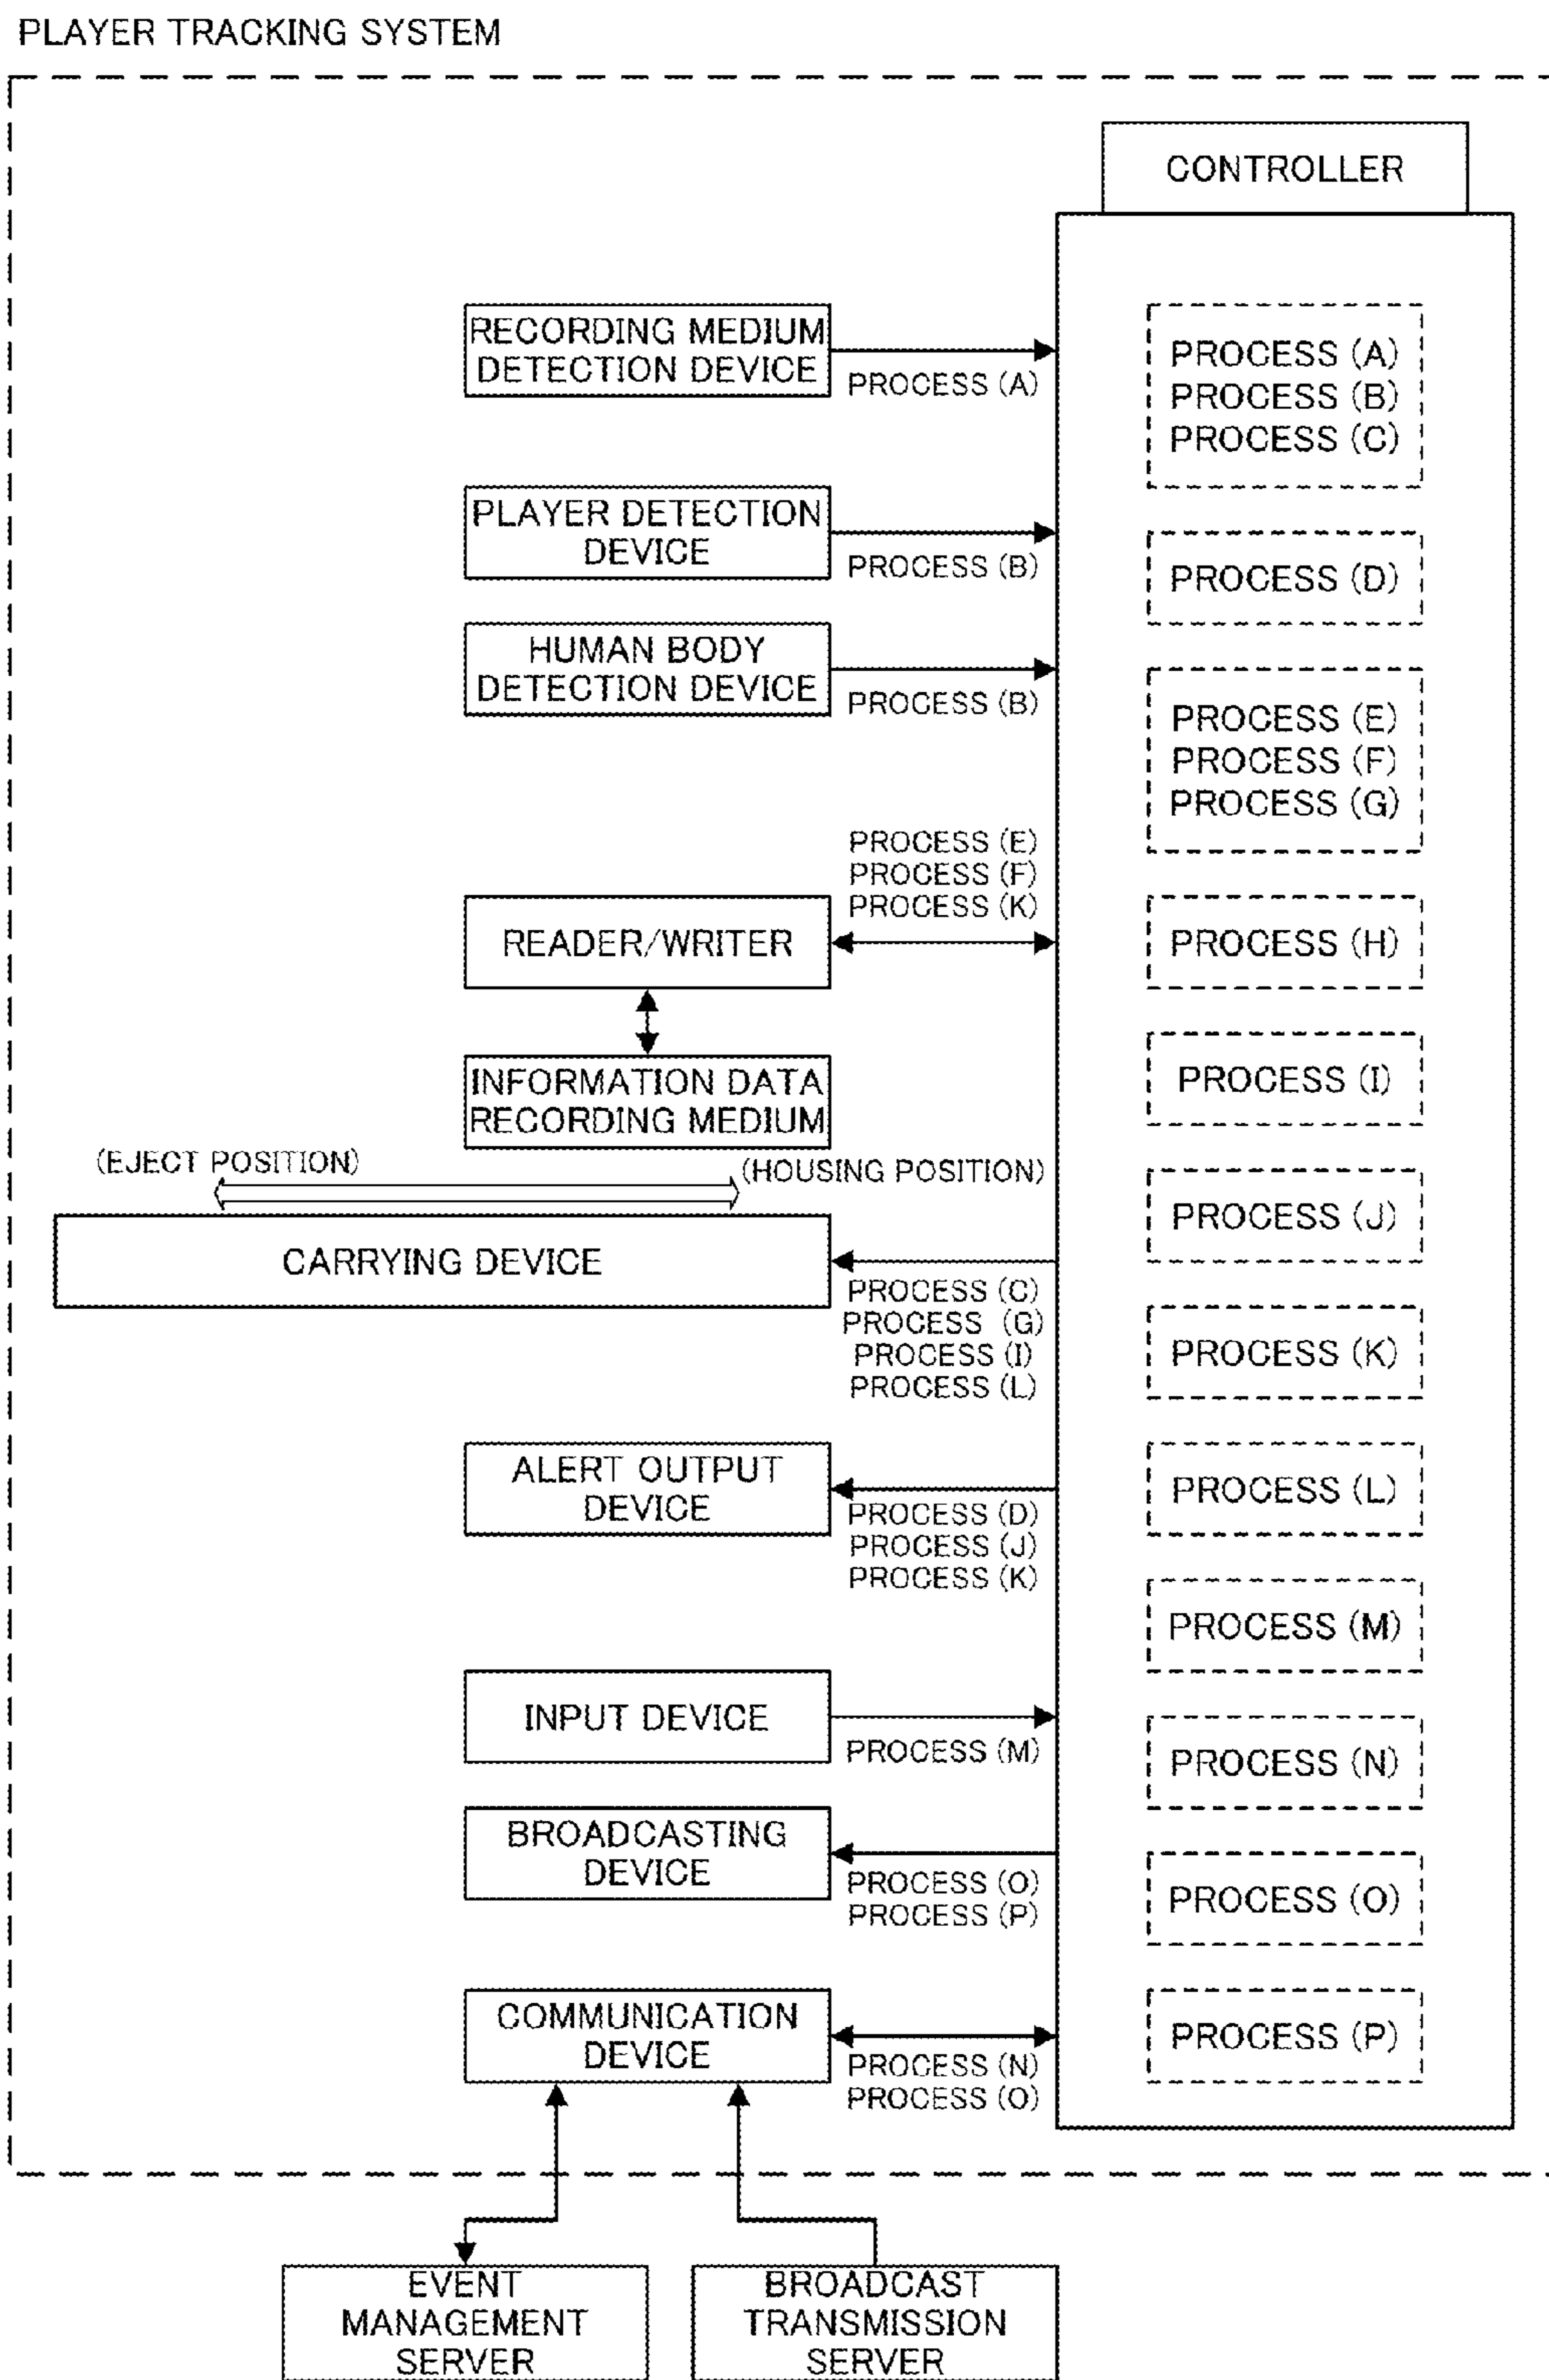 PLAYER TRACKING SYSTEM
CONTROLLER
RECORDING MEDIUM
DETECTION DEVICE
PROCESS (A)
PLAYER DETECTION
DEVICE
PROCESS (B)
HUMAN BODY
DETECTION DEVICE
PROCESS (B)
PROCESS (E)
PROCESS (F)
PROCESS (K)
READER/WRITER
INFORMATION DATA
RECORDING MEDIUM
(EJECT POSITION)
(HOUSING POSITION)
CARRYING DEVICE
PROCESS (C)
PROCESS (G)
PROCESS (I)
PROCESS (L)
ALERT OUTPUT
DEVICE
PROCESS (D)
PROCESS (J)
PROCESS (K)
INPUT DEVICE
PROCESS (M)
BROADCASTING
DEVICE
PROCESS (O)
PROCESS (P)
COMMUNICATION
DEVICE
PROCESS (N)
PROCESS (O)
PROCESS (A)
PROCESS (B)
PROCESS (C)
PROCESS (D)
PROCESS (E)
PROCESS (F)
PROCESS (G)
PROCESS (H)
PROCESS (I)
PROCESS (J)
PROCESS (K)
PROCESS (L)
PROCESS (M)
PROCESS (N)
PROCESS (O)
PROCESS (P)
EVENT
MANAGEMENT
SERVER
BROADCAST
TRANSMISSION
SERVER